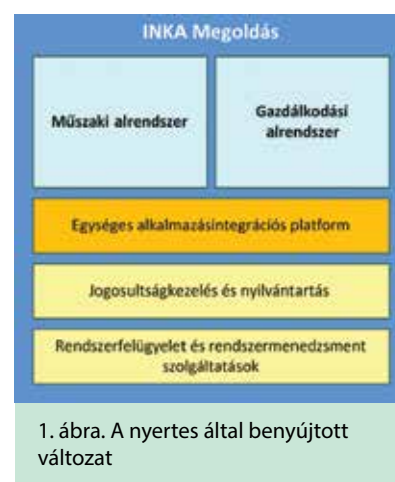 INKA Megoldás
Műszaki alrendszer
Gazdálkodási
alrendszer
Egységes alkalmazásintegrációs platform
Jogosultságkezelés és nyilvántartás
Rendszerfelügyelet és rendszermenedzsment
szolgáltatások
1. ábra. A nyertes által benyújtott
változat